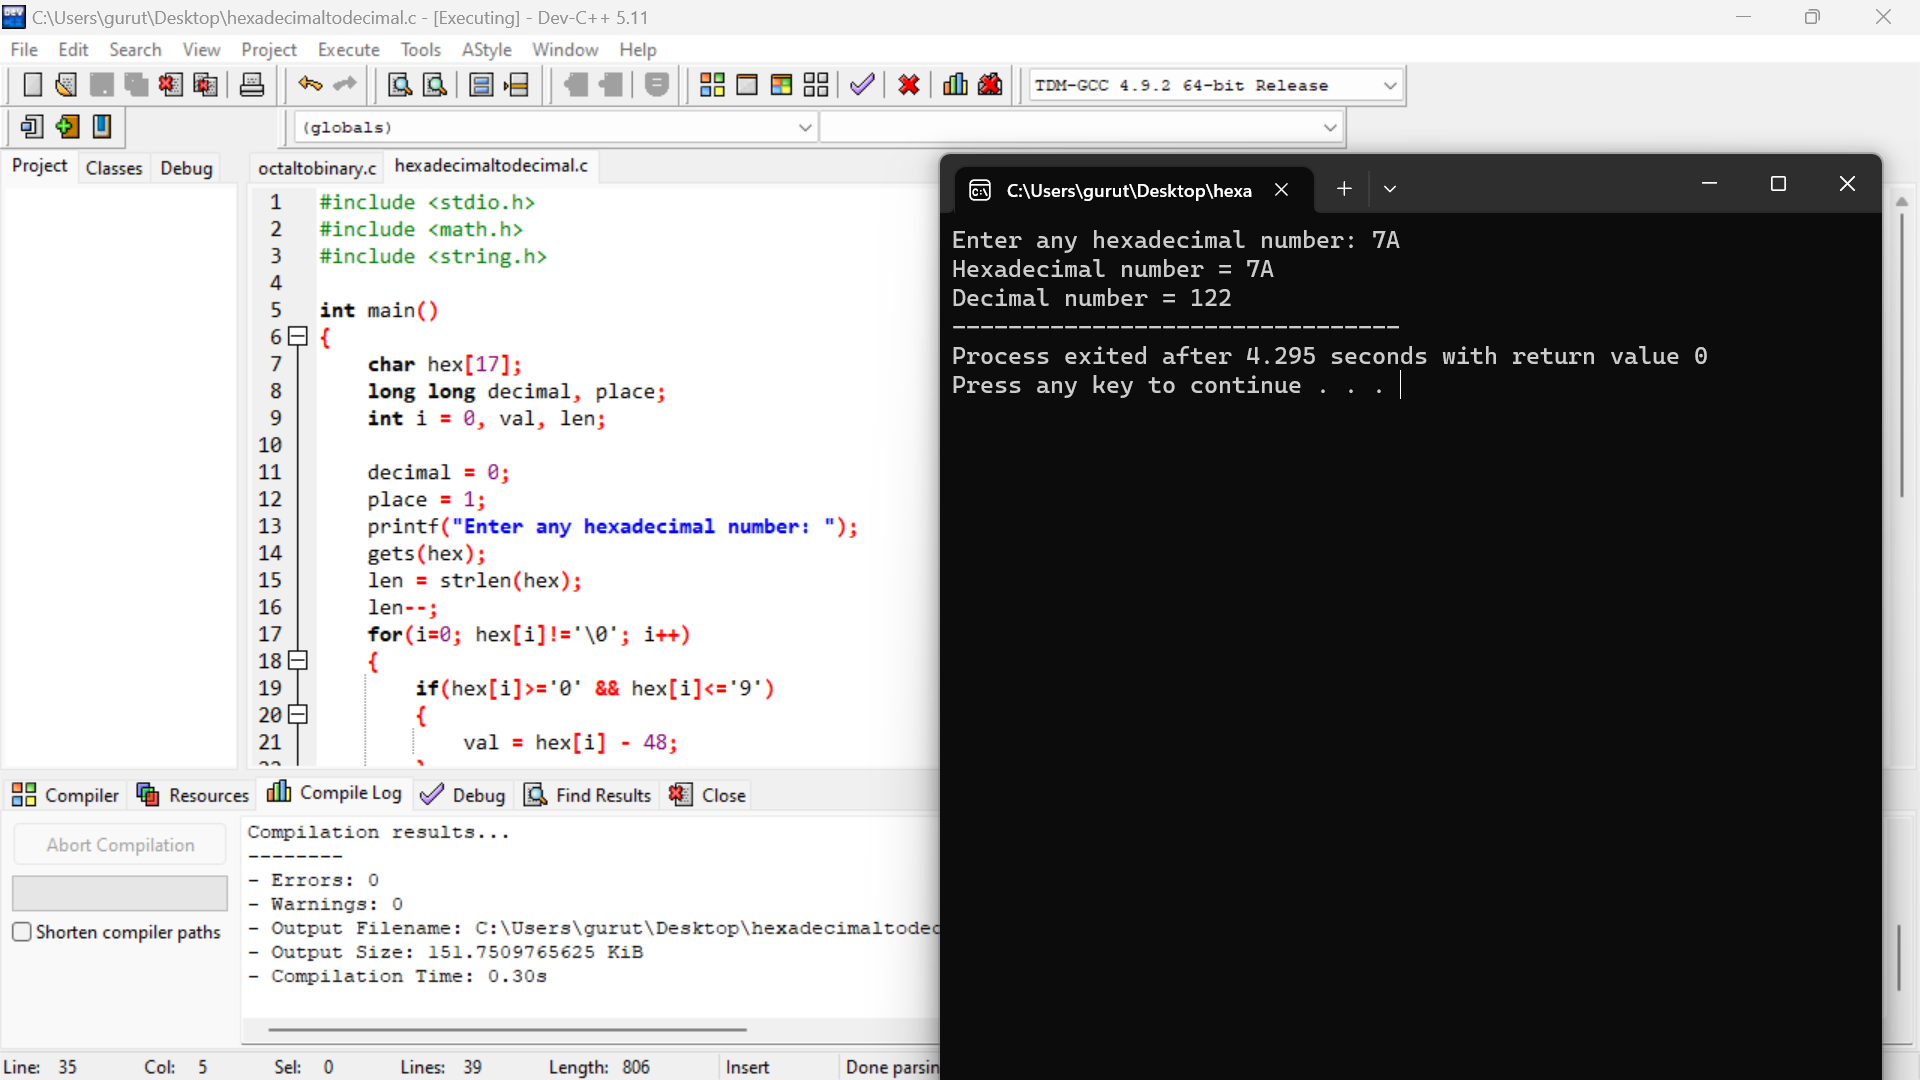 C:\Users\gurut\Desktop\hexadecimaltodecimal.c - [Executing] - Dev-C++ 5.11
File Edit Search View Project Execute Tools AStyle Window Help
TDM-GCC 4.9.2 64-bit Release
(globals)
Project Classes Debug
octaltobinary.c hexadecimaltodecimal.c
1 #include <stdio.h>
2 #include <math.h>
3 #include <string.h>
4
5 int main()
6 {
7 char hex[17];
8 long long decimal, place;
9 int i = 0, val, len;
10
11 decimal = 0;
12 place = 1;
13 printf("Enter any hexadecimal number: ");
14 gets(hex);
15 len = strlen(hex);
16 len--;
17 for(i=0; hex[i]!='\0'; i++)
18 {
19 if(hex[i]>='0' && hex[i]<='9')
20 {
21 val = hex[i] - 48;
C:\Users\gurut\Desktop\hexa
Enter any hexadecimal number: 7A
Hexadecimal number = 7A
Decimal number = 122
--------------------------------
Process exited after 4.295 seconds with return value 0
Press any key to continue . . .
Compiler Resources Compile Log Debug Find Results Close
Abort Compilation
Shorten compiler paths
Compilation results...
--------
- Errors: 0
- Warnings: 0
- Output Filename: C:\Users\gurut\Desktop\hexadecimaltodec
- Output Size: 151.7509765625 KiB
- Compilation Time: 0.30s
Line: 35 Col: 5 Sel: 0 Lines: 39 Length: 806 Insert Done parsin